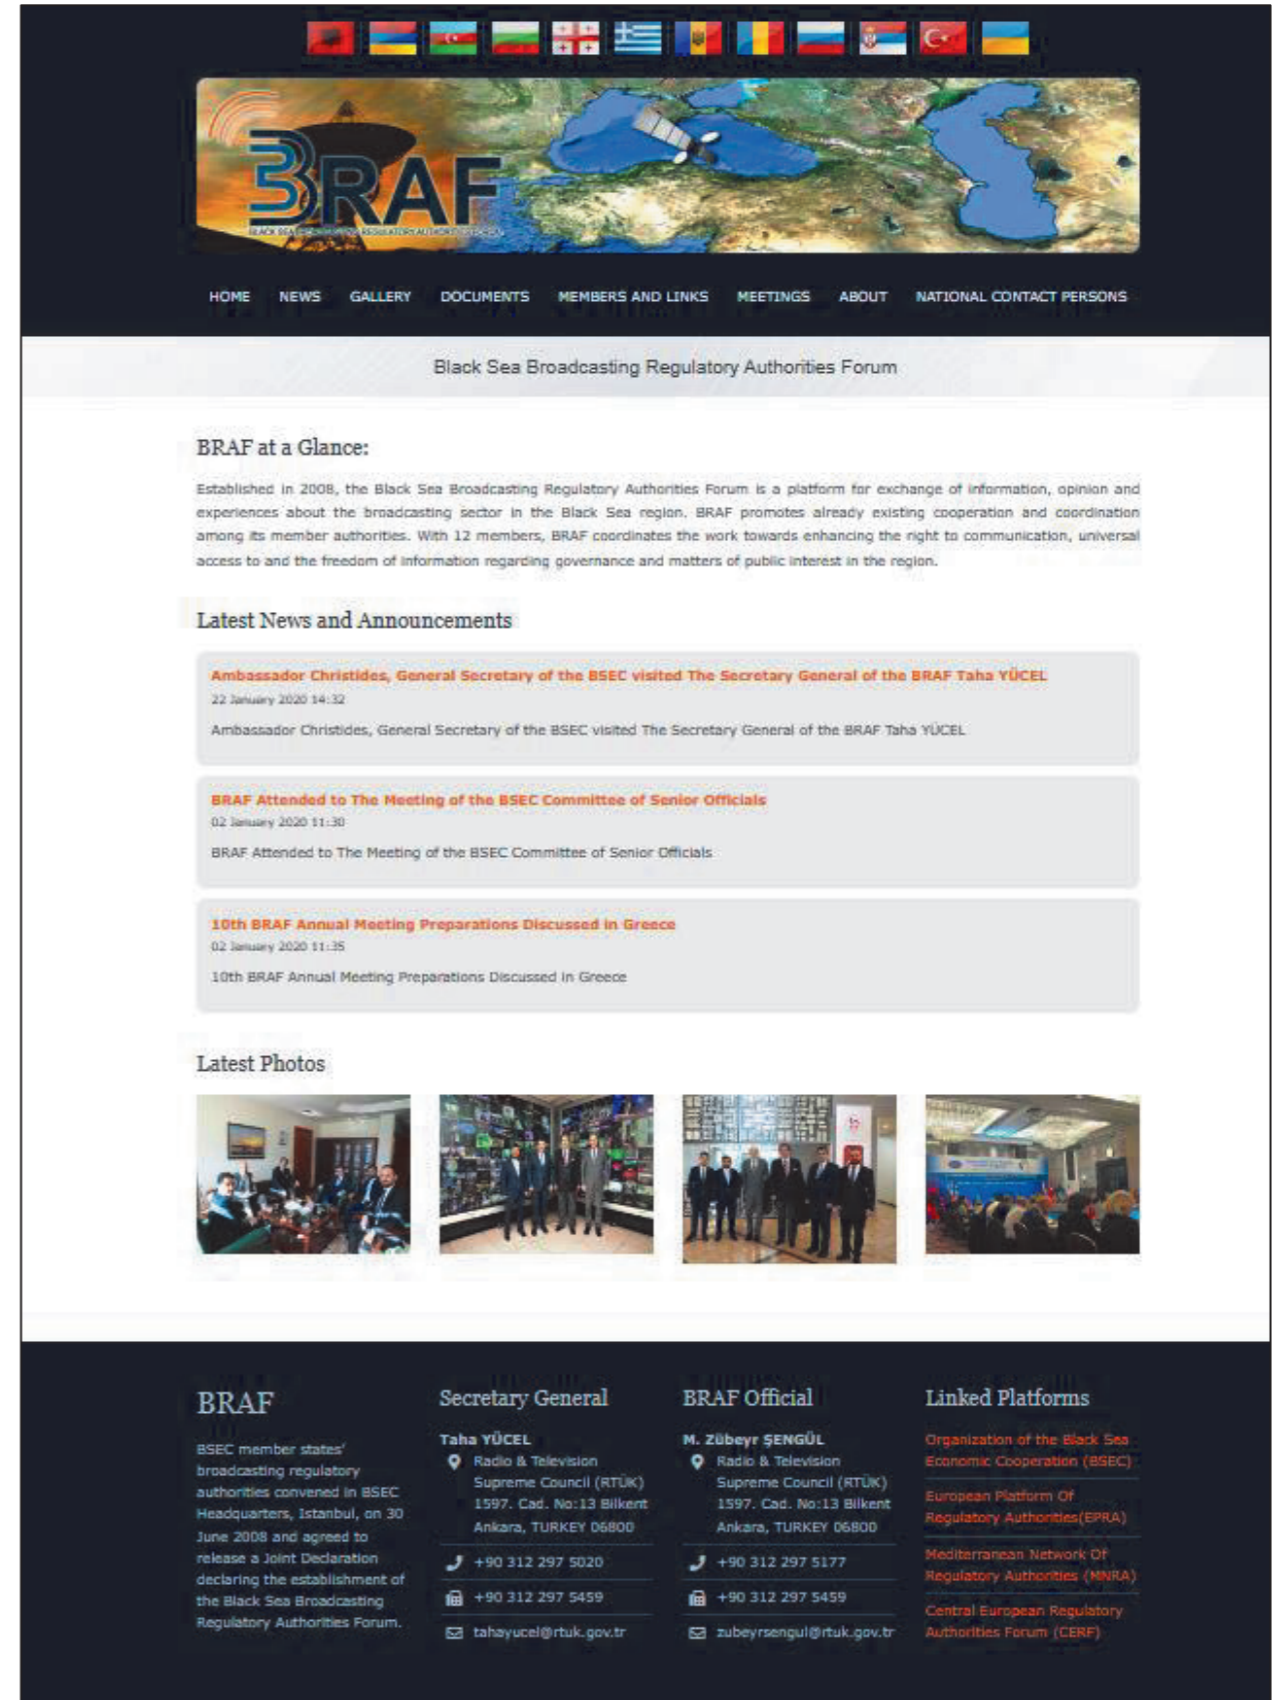 BRAF
BLACK SEA BROADCASTING REGULATORY AUTHORITIES FORUM
HOME NEWS GALLERY DOCUMENTS MEMBERS AND LINKS MEETINGS ABOUT NATIONAL CONTACT PERSONS
Black Sea Broadcasting Regulatory Authorities Forum
BRAF at a Glance:
Established in 2008, the Black Sea Broadcasting Regulatory Authorities Forum is a platform for exchange of information, opinion and
experiences about the broadcasting sector in the Black Sea region. BRAF promotes already existing cooperation and coordination
among its member authorities. With 12 members, BRAF coordinates the work towards enhancing the right to communication, universal
access to and the freedom of information regarding governance and matters of public interest in the region.
Latest News and Announcements
Ambassador Christides, General Secretary of the BSEC visited The Secretary General of the BRAF Taha YÜCEL
22 January 2020 14:32
Ambassador Christides, General Secretary of the BSEC visited The Secretary General of the BRAF Taha YÜCEL
BRAF Attended to The Meeting of the BSEC Committee of Senior Officials
02 January 2020 11:30
BRAF Attended to The Meeting of the BSEC Committee of Senior Officials
10th BRAF Annual Meeting Preparations Discussed in Greece
02 January 2020 11:35
10th BRAF Annual Meeting Preparations Discussed in Greece
Latest Photos
BRAF
BSEC member states'
broadcasting regulatory
authorities convened in BSEC
Headquarters, Istanbul, on 30
June 2008 and agreed to
release a Joint Declaration
declaring the establishment of
the Black Sea Broadcasting
Regulatory Authorities Forum.
Secretary General
Taha YÜCEL
Radio & Television
Supreme Council (RTÜK)
1597. Cad. No:13 Bilkent
Ankara, TURKEY 06800
+90 312 297 5020
+90 312 297 5459
tahayucel@rtuk.gov.tr
BRAF Official
M. Zübeyr ŞENGÜL
Radio & Television
Supreme Council (RTÜK)
1597. Cad. No:13 Bilkent
Ankara, TURKEY 06800
+90 312 297 5177
+90 312 297 5459
zubeyrsengul@rtuk.gov.tr
Linked Platforms
Organization of the Black Sea
Economic Cooperation (BSEC)
European Platform Of
Regulatory Authorities(EPRA)
Mediterranean Network Of
Regulatory Authorities (MNRA)
Central European Regulatory
Authorities Forum (CERF)